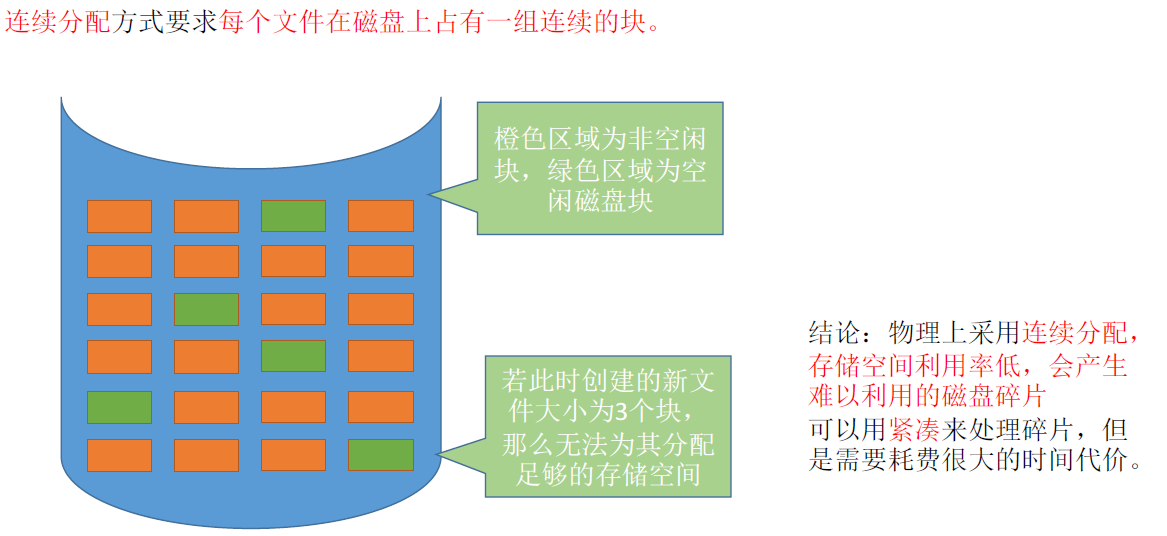 连续分配方式要求每个文件在磁盘上占有一组连续的块。
橙色区域为非空闲
块，绿色区域为空
闲磁盘块
若此时创建的新文
件大小为3个块，
那么无法为其分配
足够的存储空间
结论：物理上采用连续分配，
存储空间利用率低，会产生
难以利用的磁盘碎片
可以用紧凑来处理碎片，但
是需要耗费很大的时间代价。